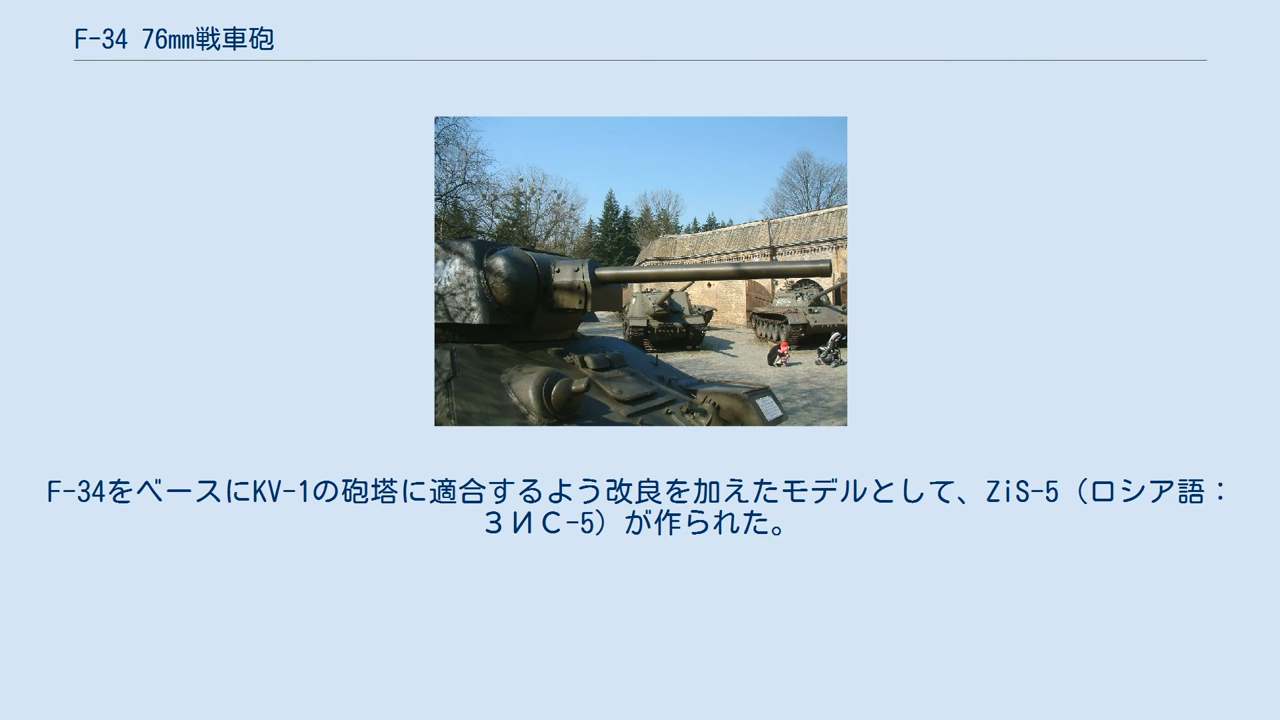 F-34 76mm戦車砲
F-34をベースにKV-1の砲塔に適合するよう改良を加えたモデルとして、ZiS-5（ロシア語：
ЗИС-5）が作られた。